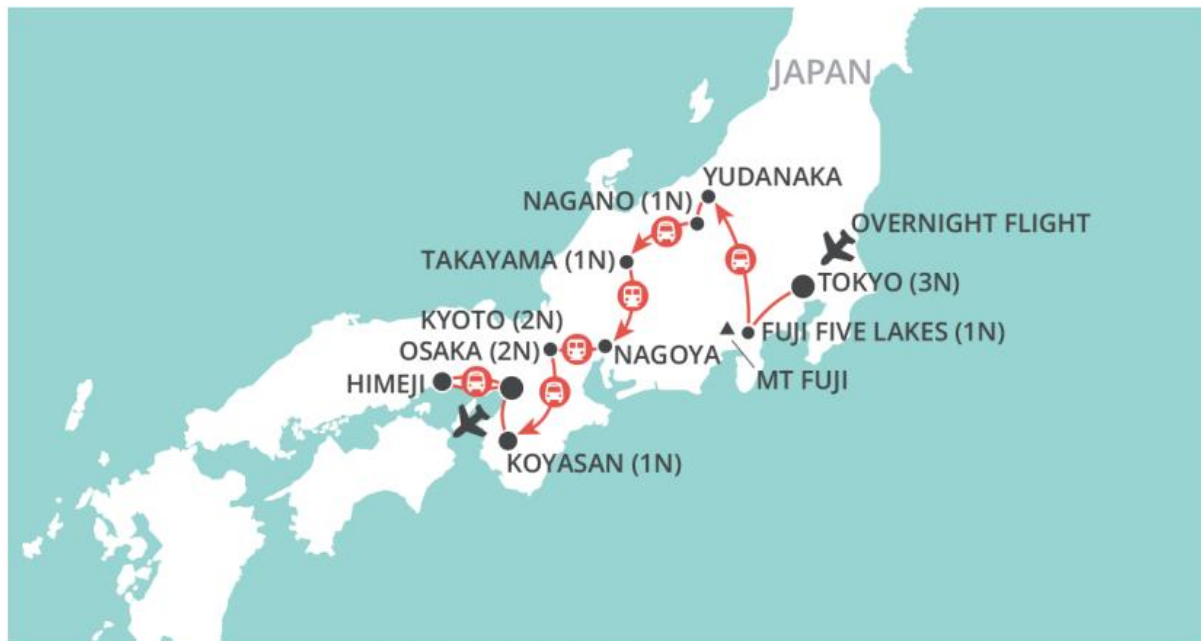 JAPAN
YUDANAKA
NAGANO (1N)
OVERNIGHT FLIGHT
TAKAYAMA (1N)
TOKYO (3N)
KYOTO (2N)
FUJI FIVE LAKES (1N)
OSAKA (2N)
NAGOYA
HIMEJI
MT FUJI
KOYASAN (1N)